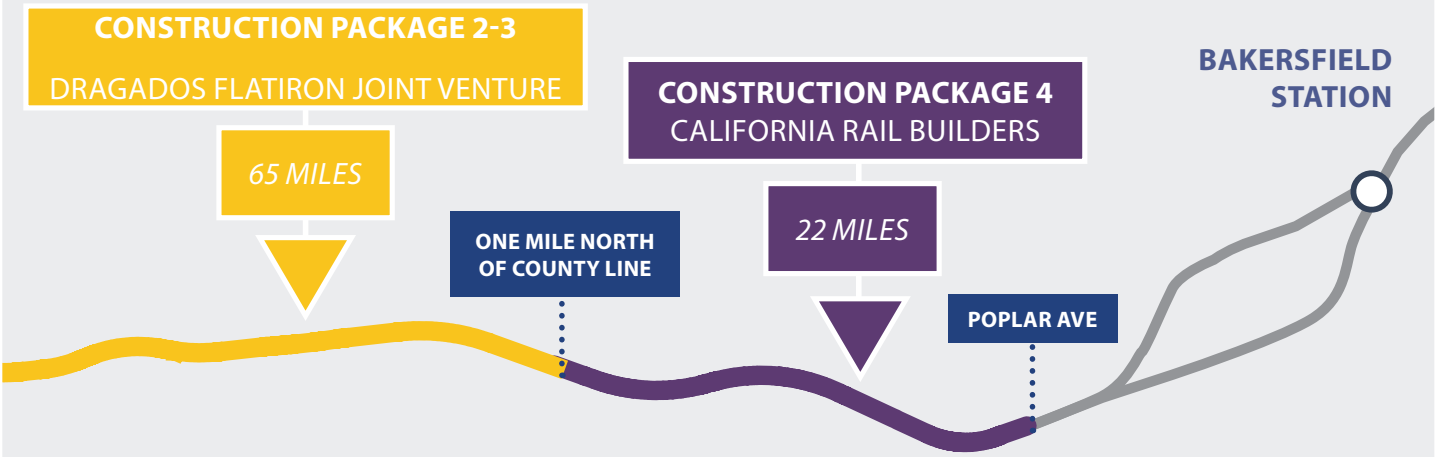 CONSTRUCTION PACKAGE 2-3
DRAGADOS FLATIRON JOINT VENTURE
65 MILES
ONE MILE NORTH
OF COUNTY LINE
CONSTRUCTION PACKAGE 4
CALIFORNIA RAIL BUILDERS
22 MILES
POPLAR AVE
BAKERSFIELD
STATION